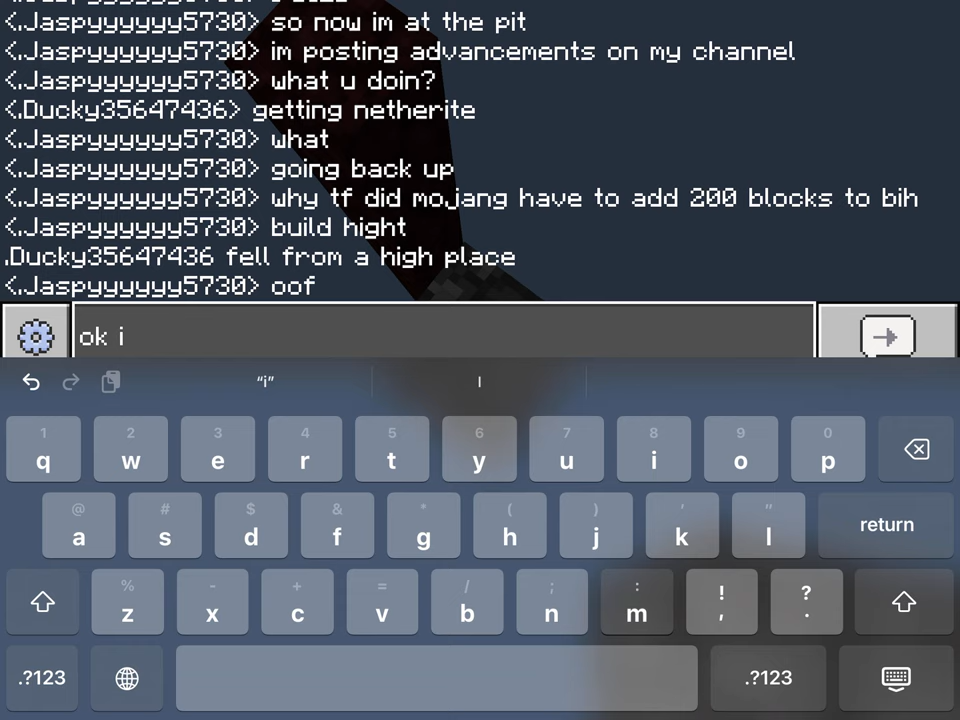 <.Jaspyyyyyy5730> so now im at the pit
<.Jaspyyyyyy5730> im posting advancements on my channel
<.Jaspyyyyyy5730> what u doin?
<.Ducky35647436> getting netherite
<.Jaspyyyyyy5730> what
<.Jaspyyyyyy5730> going back up
<.Jaspyyyyyy5730> why tf did mojang have to add 200 blocks to bih
<.Jaspyyyyyy5730> build hight
.Ducky35647436 fell from a high place
<.Jaspyyyyyy5730> oof
ok i
“i” I
1 2 3 4 5 6 7 8 9 0
q w e r t y u i o p
@ # $ & * ( ) ' "
a s d f g h j k l return
% - + = / ; : ! ?
z x c v b n m , .
.?123 .?123